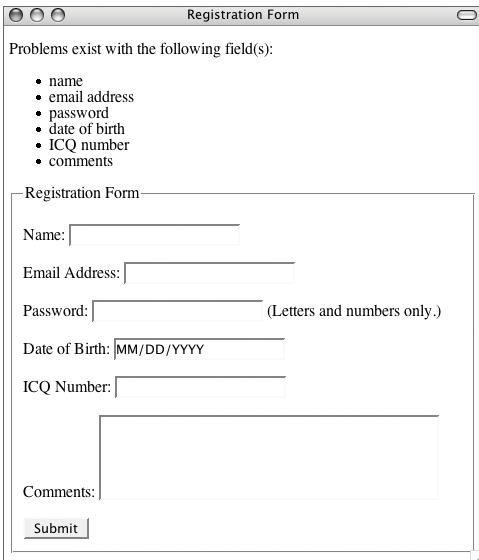 Registration Form
Problems exist with the following field(s):
• name
• email address
• password
• date of birth
• ICQ number
• comments
Registration Form
Name:
Email Address:
Password: (Letters and numbers only.)
Date of Birth: MM/DD/YYYY
ICQ Number:
Comments:
Submit